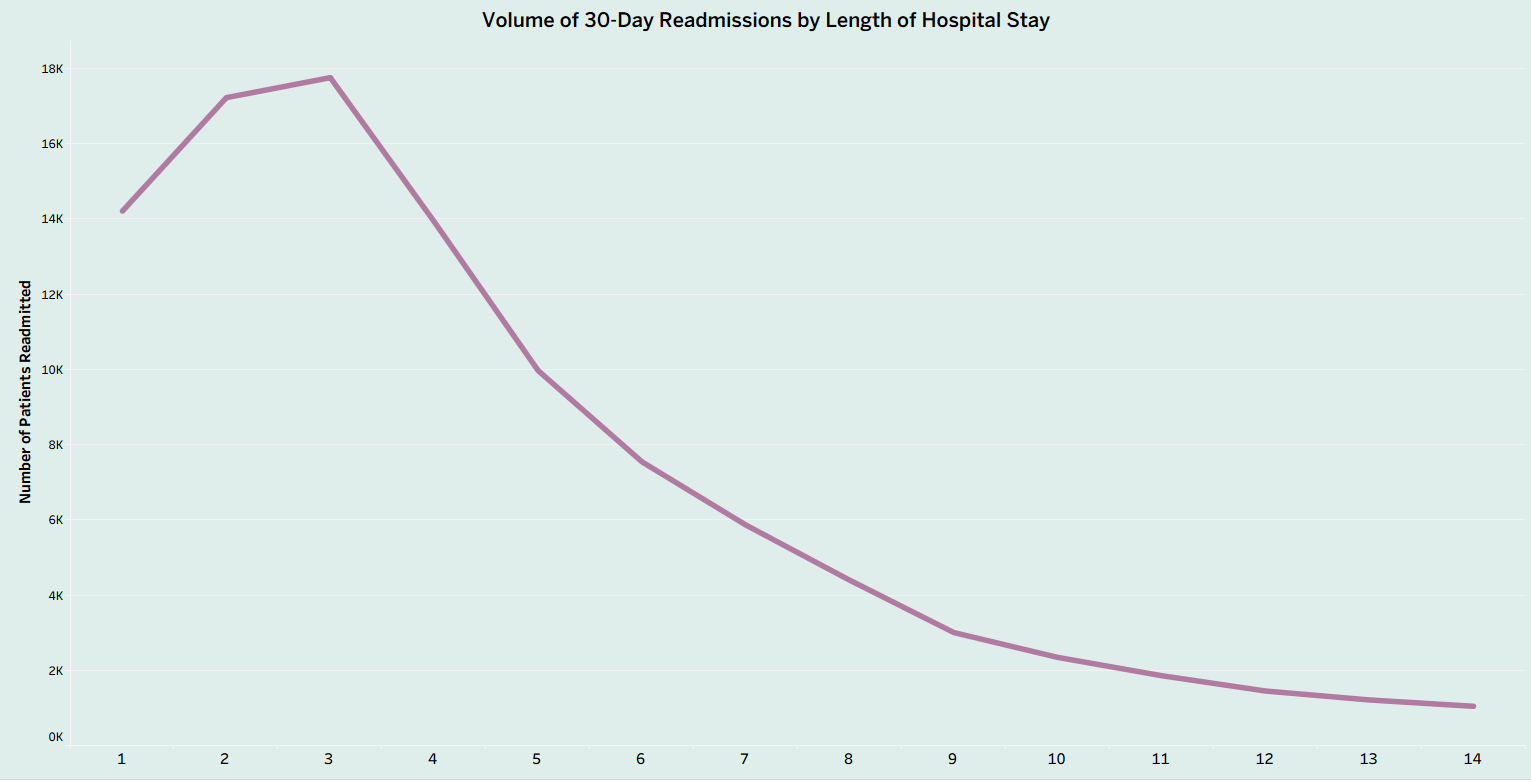 Volume of 30-Day Readmissions by Length of Hospital Stay
Number of Patients Readmitted
18K
16K
14K
12K
10K
8K
6K
4K
2K
0K
1 2 3 4 5 6 7 8 9 10 11 12 13 14